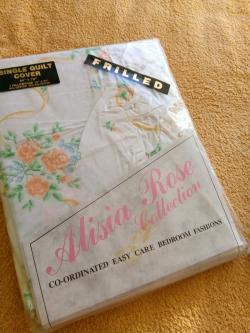 SINGLE QUILT
COVER
FRILLED
Alisia Rose
Collection
CO-ORDINATED EASY CARE BEDROOM FASHIONS